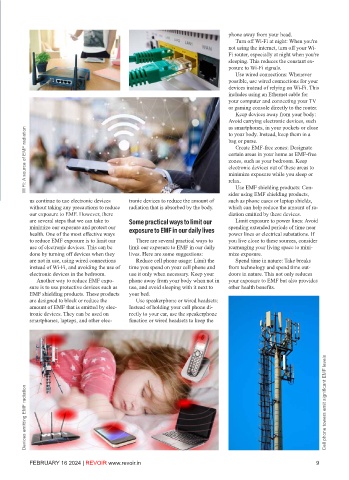 Wi Fi: A source of EMF radiation
as continue to use electronic devices
without taking any precautions to reduce
our exposure to EMF. However, there
are several steps that we can take to
minimize our exposure and protect our
health. One of the most effective ways
to reduce EMF exposure is to limit our
use of electronic devices. This can be
done by turning off devices when they
are not in use, using wired connections
instead of Wi-Fi, and avoiding the use of
electronic devices in the bedroom.
Another way to reduce EMF expo-
sure is to use protective devices such as
EMF shielding products. These products
are designed to block or reduce the
amount of EMF that is emitted by elec-
tronic devices. They can be used on
smartphones, laptops, and other elec-
tronic devices to reduce the amount of
radiation that is absorbed by the body.
Some practical ways to limit our
exposure to EMF in our daily lives
There are several practical ways to
limit our exposure to EMF in our daily
lives. Here are some suggestions:
Reduce cell phone usage: Limit the
time you spend on your cell phone and
use it only when necessary. Keep your
phone away from your body when not in
use, and avoid sleeping with it next to
your bed.
Use speakerphone or wired headsets:
Instead of holding your cell phone di-
rectly to your ear, use the speakerphone
function or wired headsets to keep the
phone away from your head.
Turn off Wi-Fi at night: When you're
not using the internet, turn off your Wi-
Fi router, especially at night when you're
sleeping. This reduces the constant ex-
posure to Wi-Fi signals.
Use wired connections: Whenever
possible, use wired connections for your
devices instead of relying on Wi-Fi. This
includes using an Ethernet cable for
your computer and connecting your TV
or gaming console directly to the router.
Keep devices away from your body:
Avoid carrying electronic devices, such
as smartphones, in your pockets or close
to your body. Instead, keep them in a
bag or purse.
Create EMF-free zones: Designate
certain areas in your home as EMF-free
zones, such as your bedroom. Keep
electronic devices out of these areas to
minimize exposure while you sleep or
relax.
Use EMF shielding products: Con-
sider using EMF shielding products,
such as phone cases or laptop shields,
which can help reduce the amount of ra-
diation emitted by these devices.
Limit exposure to power lines: Avoid
spending extended periods of time near
power lines or electrical substations. If
you live close to these sources, consider
rearranging your living space to mini-
mize exposure.
Spend time in nature: Take breaks
from technology and spend time out-
doors in nature. This not only reduces
your exposure to EMF but also provides
other health benefits.
Devices emitting EMF radiation
Cell phone towers emit significant EMF levels
FEBRUARY 16 2024 | REVOIR www.revoir.in 9